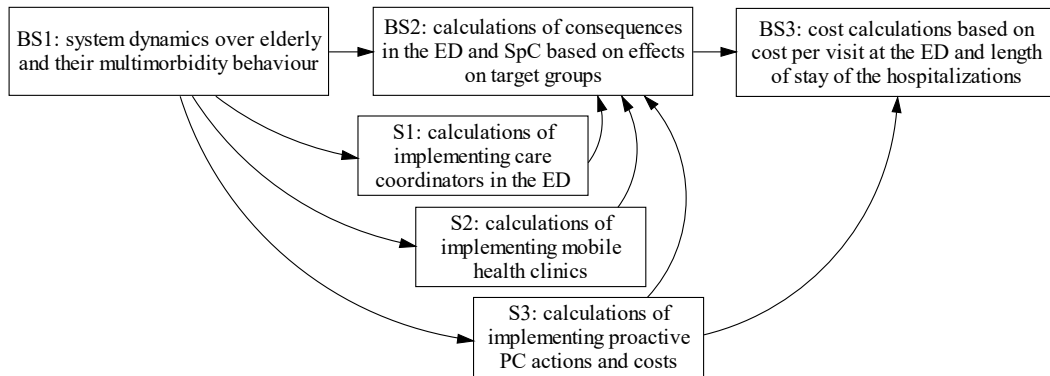 BS1: system dynamics over elderly
and their multimorbidity behaviour
BS2: calculations of consequences
in the ED and SpC based on effects
on target groups
BS3: cost calculations based on
cost per visit at the ED and length
of stay of the hospitalizations
S1: calculations of
implementing care
coordinators in the ED
S2: calculations of
implementing mobile
health clinics
S3: calculations of
implementing proactive
PC actions and costs